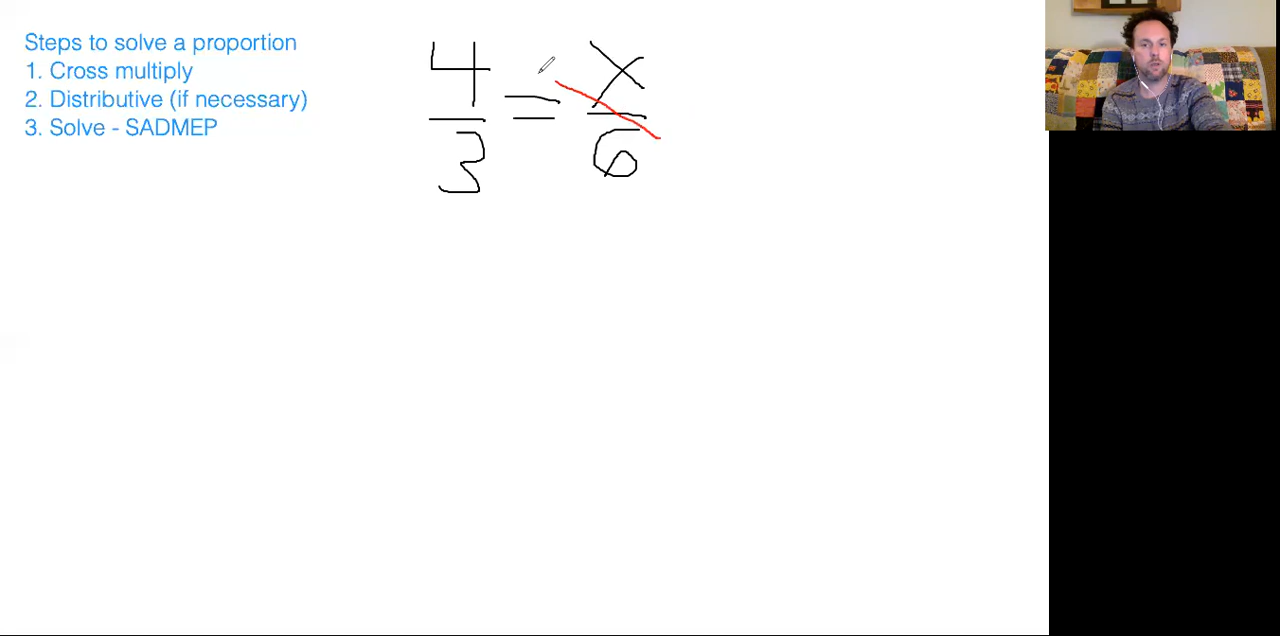 Steps to solve a proportion
1. Cross multiply
2. Distributive (if necessary)
3. Solve - SADMEP
4/3 = x/6